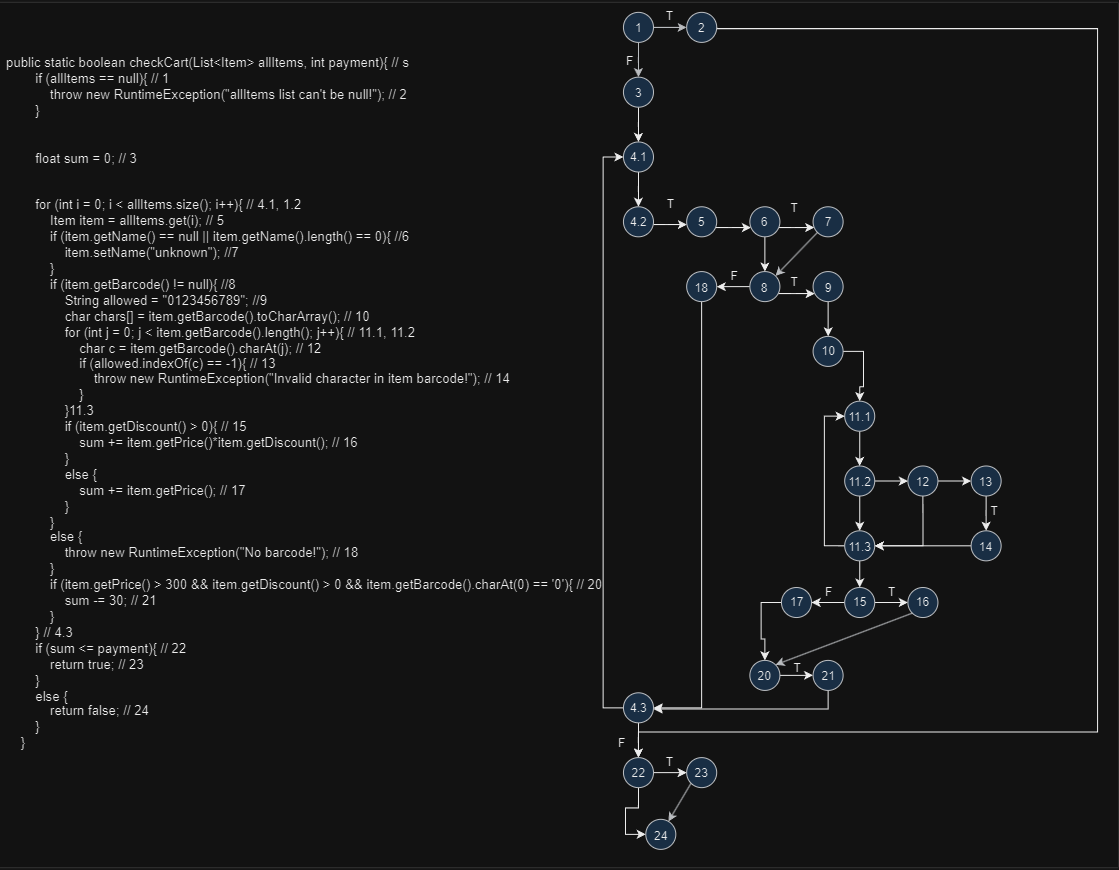 public static boolean checkCart(List<Item> allItems, int payment){ // s
if (allItems == null){ // 1
throw new RuntimeException("allItems list can't be null!"); // 2
}
float sum = 0; // 3
for (int i = 0; i < allItems.size(); i++){ // 4.1, 1.2
Item item = allItems.get(i); // 5
if (item.getName() == null || item.getName().length() == 0){ //6
item.setName("unknown"); //7
}
if (item.getBarcode() != null){ //8
String allowed = "0123456789"; //9
char chars[] = item.getBarcode().toCharArray(); // 10
for (int j = 0; j < item.getBarcode().length(); j++){ // 11.1, 11.2
char c = item.getBarcode().charAt(j); // 12
if (allowed.indexOf(c) == -1){ // 13
throw new RuntimeException("Invalid character in item barcode!"); // 14
}
}11.3
if (item.getDiscount() > 0){ // 15
sum += item.getPrice()*item.getDiscount(); // 16
}
else {
sum += item.getPrice(); // 17
}
}
else {
throw new RuntimeException("No barcode!"); // 18
}
if (item.getPrice() > 300 && item.getDiscount() > 0 && item.getBarcode().charAt(0) == '0'){ // 20
sum -= 30; // 21
}
} // 4.3
if (sum <= payment){ // 22
return true; // 23
}
else {
return false; // 24
}
}
1 T 2
F
3
4.1
4.2 T 5 6 T 7
18 F 8 T 9
10
11.1
11.2 12 13
T
11.3 14
17 F 15 T 16
20 T 21
4.3
F
22 T 23
24